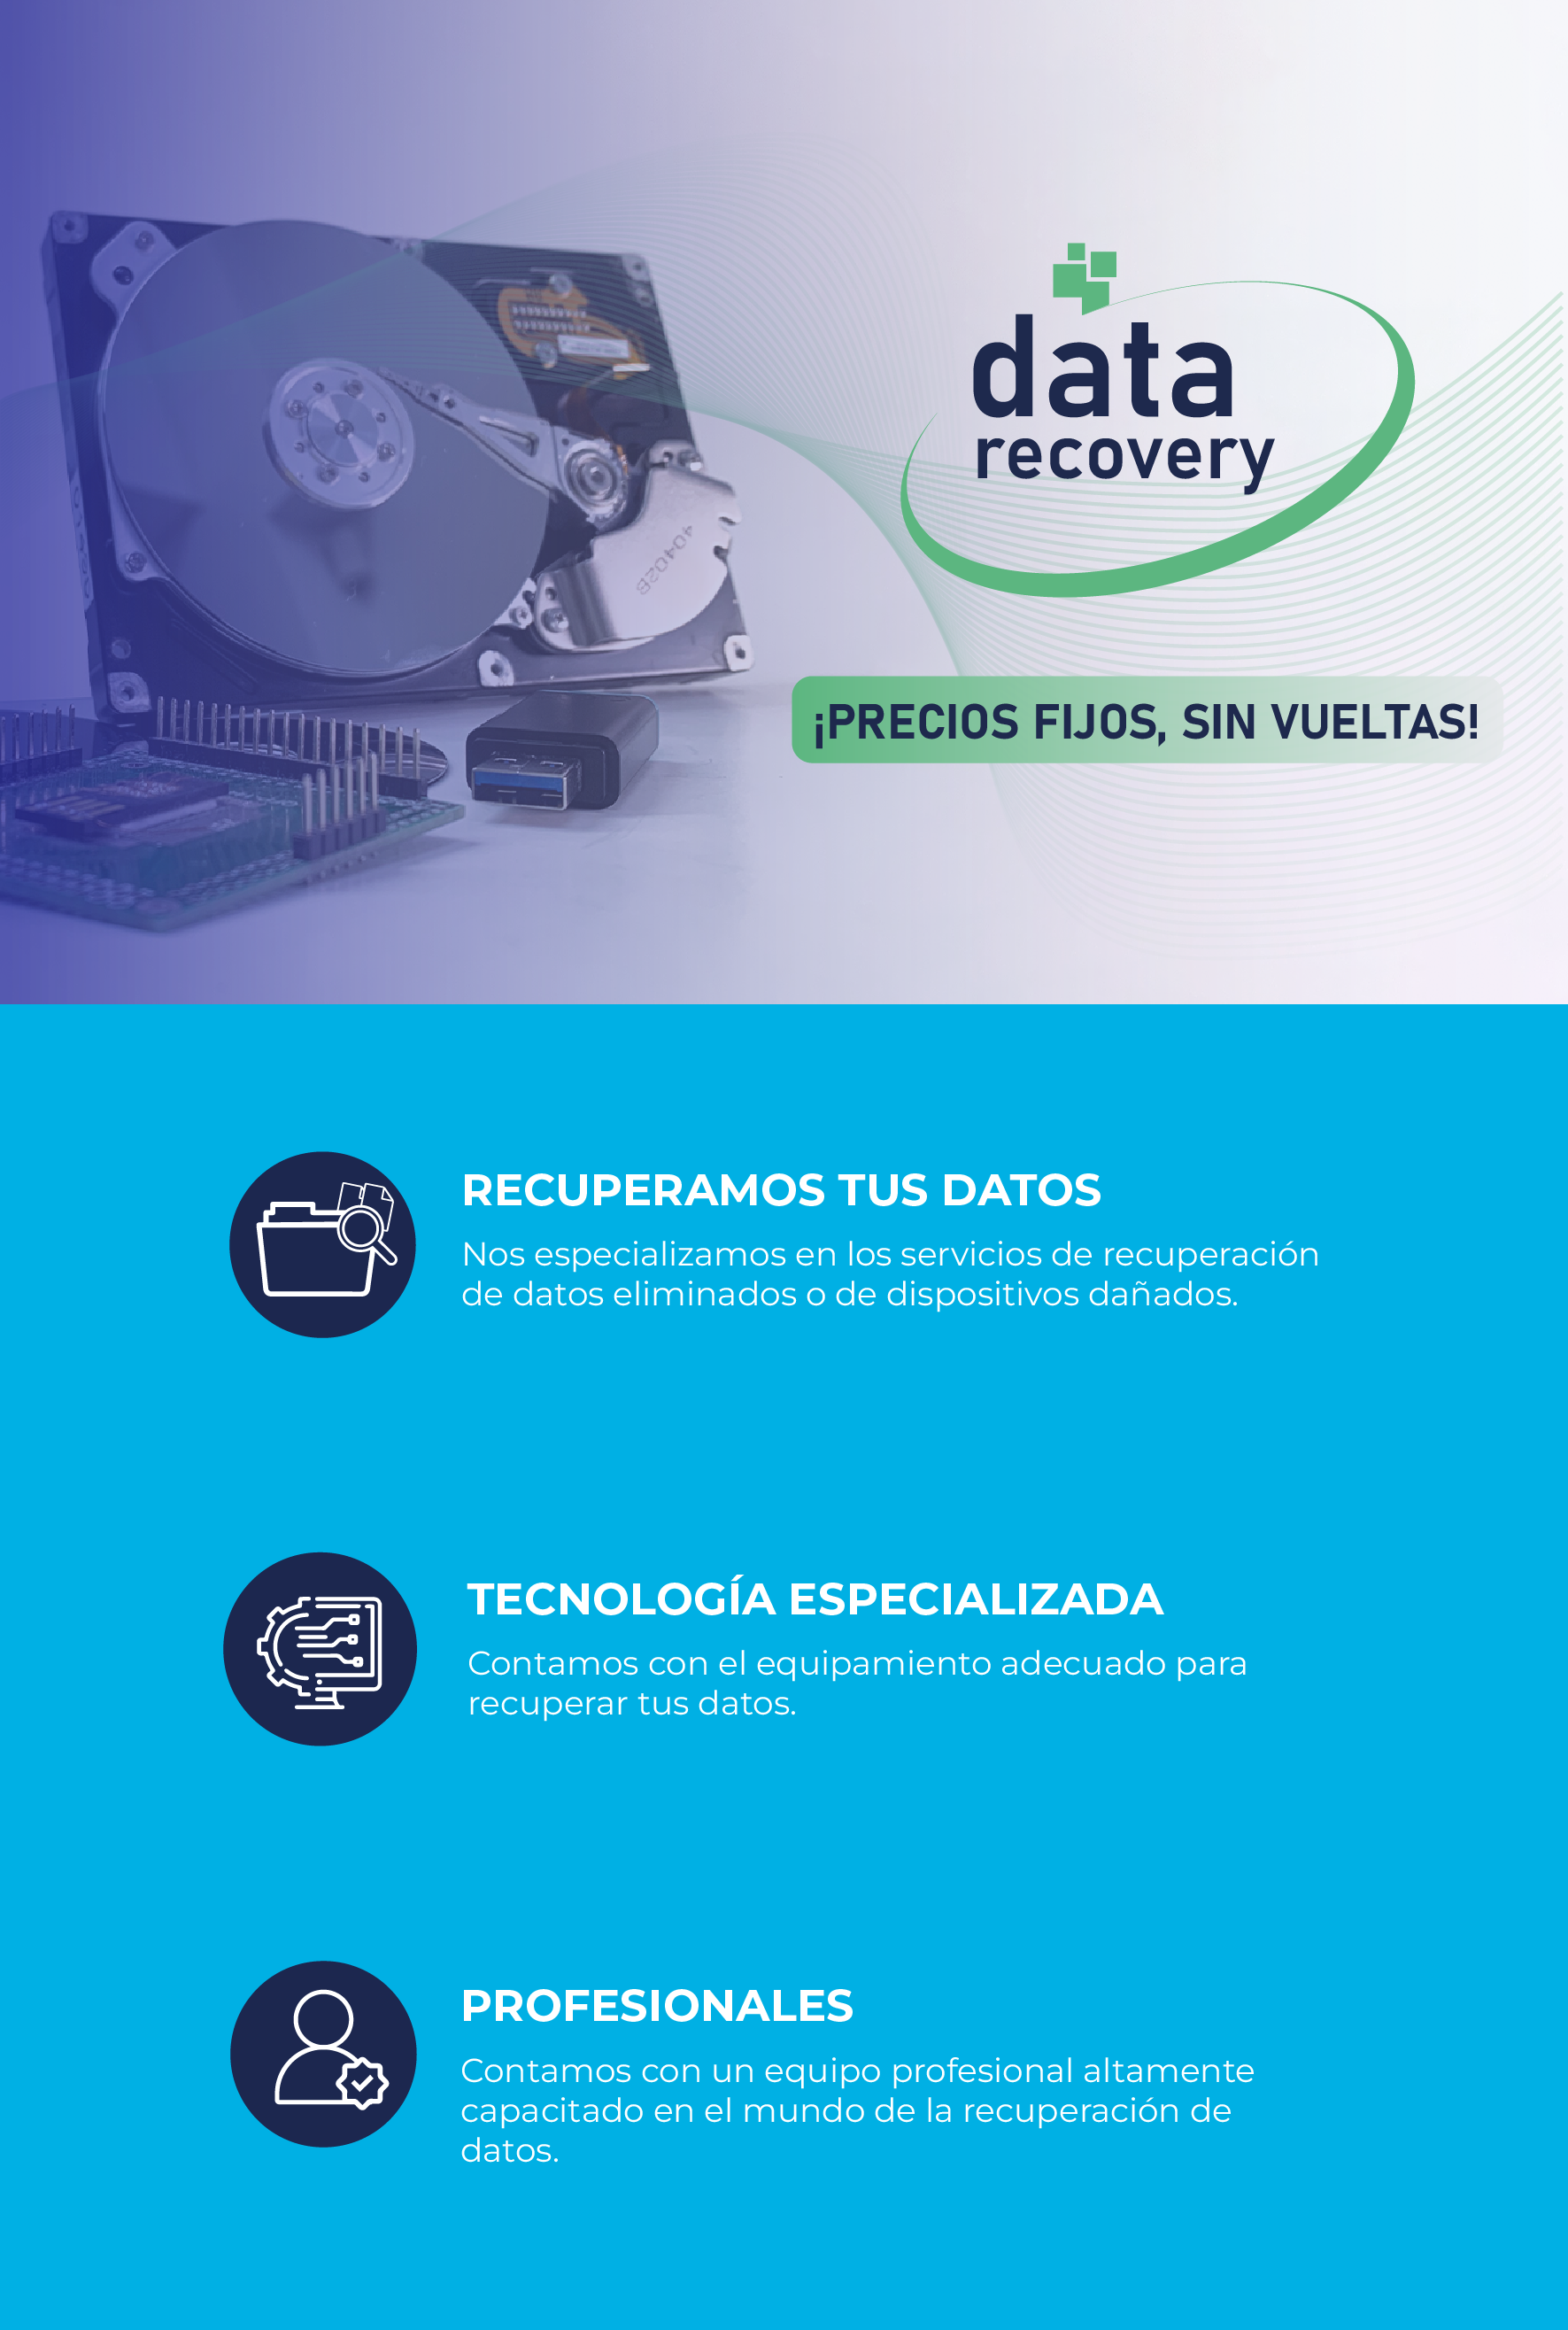 data
recovery
¡PRECIOS FIJOS, SIN VUELTAS!
40402B
RECUPERAMOS TUS DATOS
Nos especializamos en los servicios de recuperación
de datos eliminados o de dispositivos dañados.
TECNOLOGÍA ESPECIALIZADA
Contamos con el equipamiento adecuado para
recuperar tus datos.
PROFESIONALES
Contamos con un equipo profesional altamente
capacitado en el mundo de la recuperación de
datos.